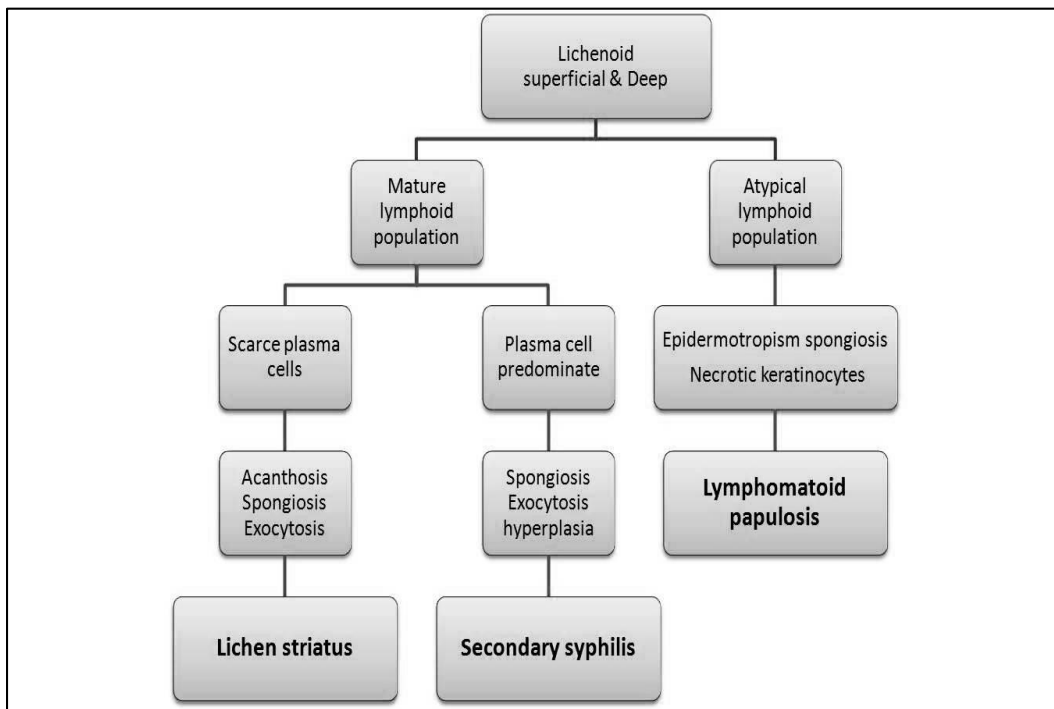 Lichenoid
superficial & Deep
Mature
lymphoid
population
Atypical
lymphoid
population
Scarce plasma
cells
Plasma cell
predominate
Epidermotropism spongiosis
Necrotic keratinocytes
Acanthosis
Spongiosis
Exocytosis
Spongiosis
Exocytosis
hyperplasia
Lymphomatoid
papulosis
Lichen striatus
Secondary syphilis